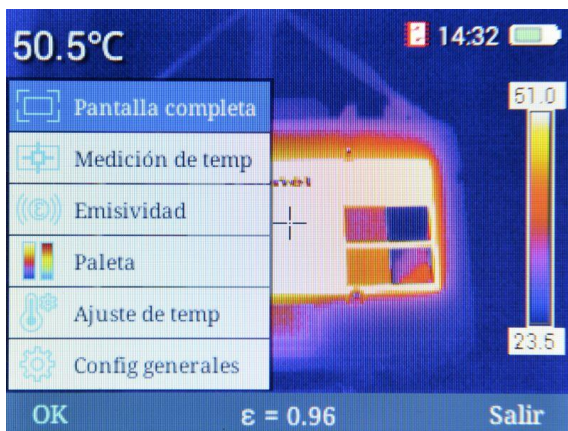 50.5°C
14:32
51.0
Pantalla completa
Medición de temp
Emisividad
Paleta
Ajuste de temp
Config generales
23.5
OK
ε = 0.96
Salir